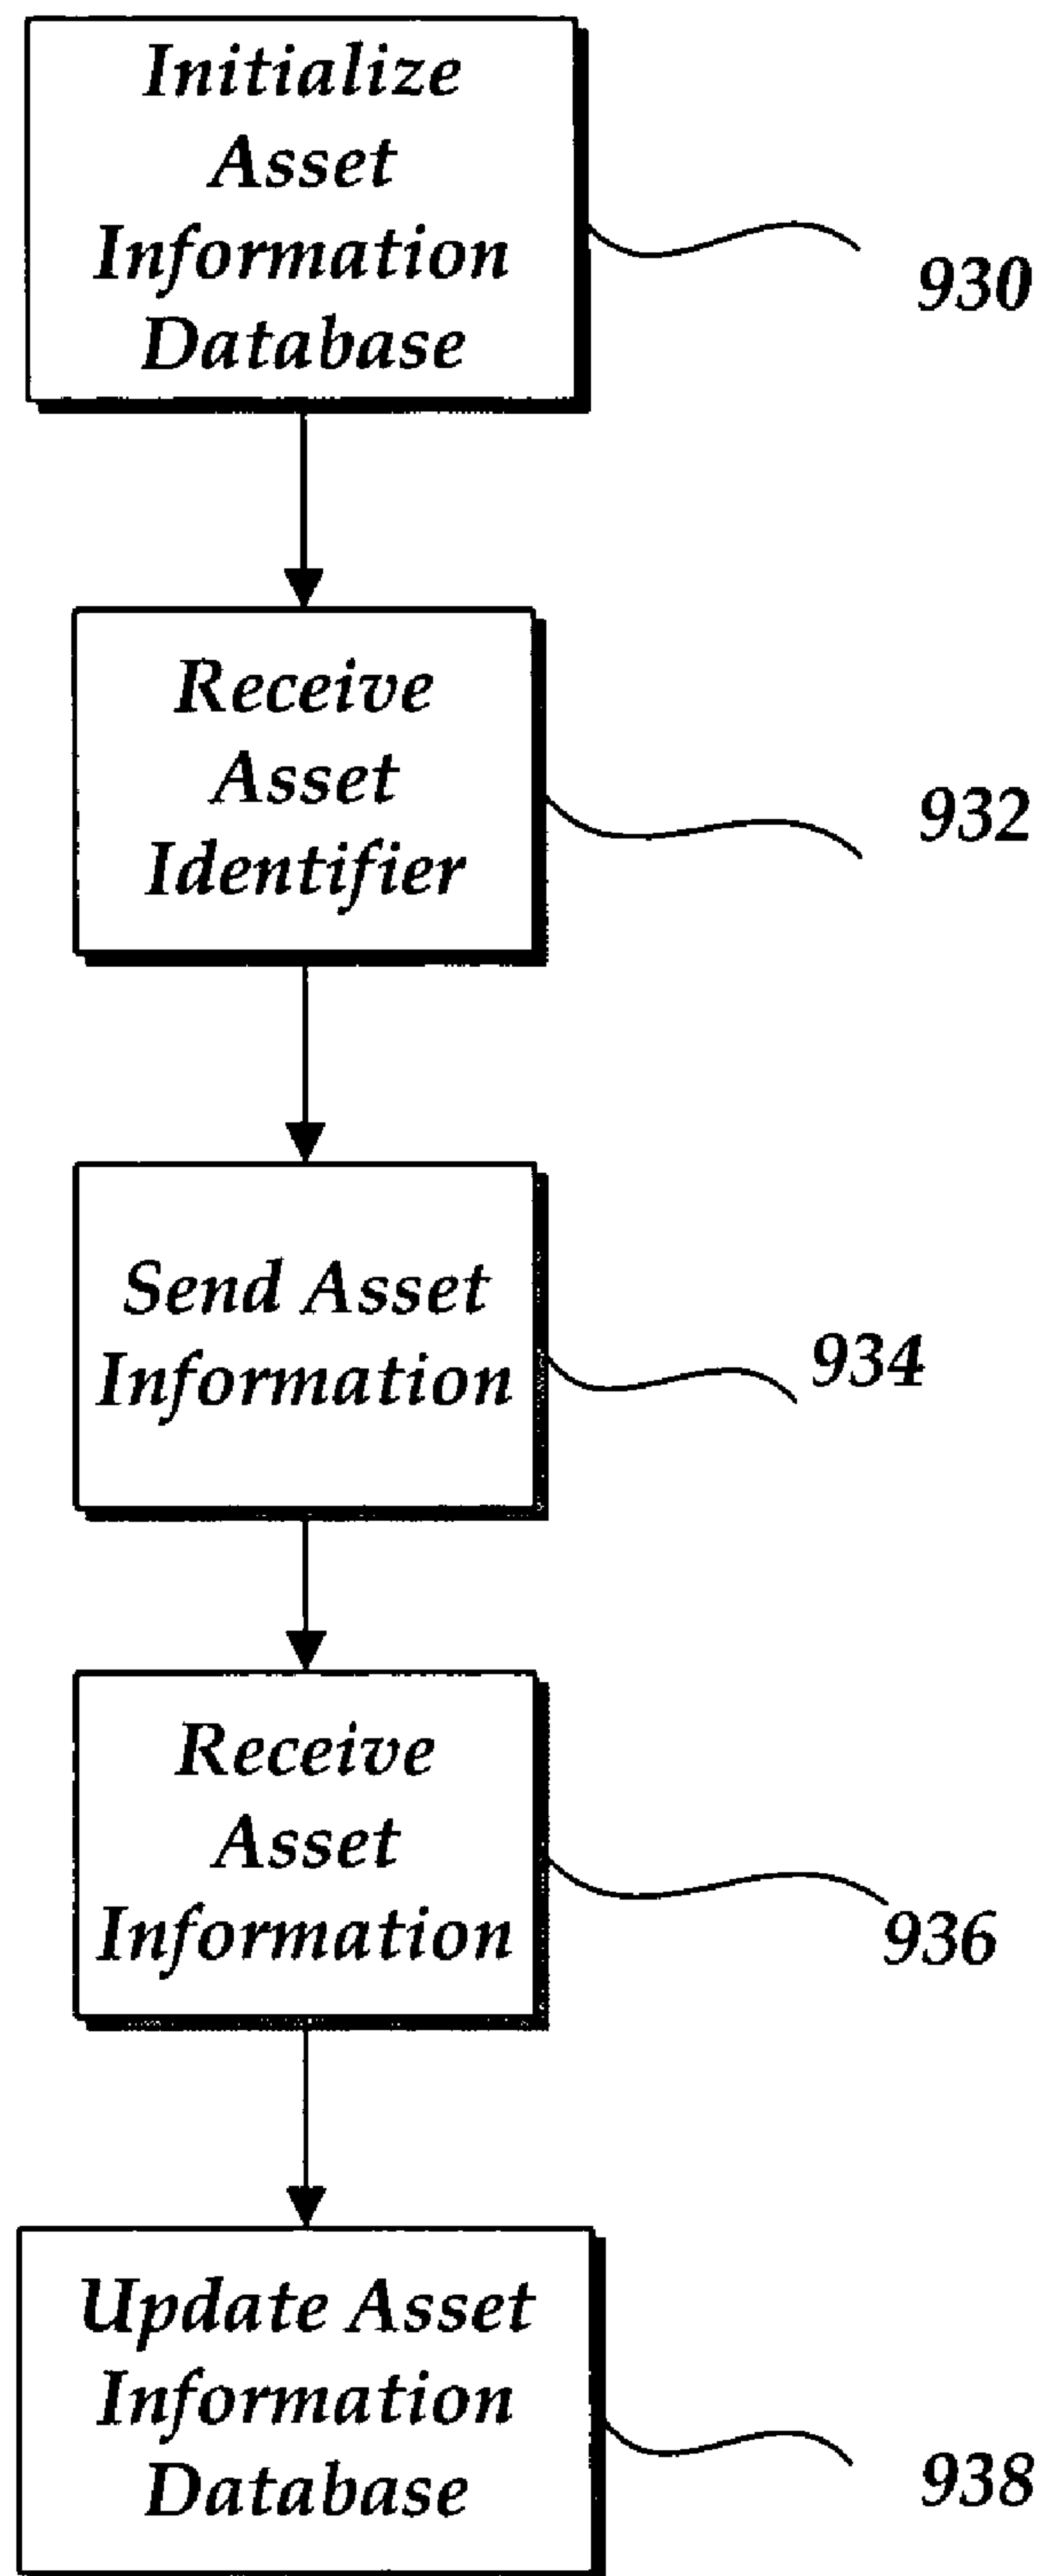 Initialize
Asset
Information
Database
930
Receive
Asset
Identifier
932
Send Asset
Information
934
Receive
Asset
Information
936
Update Asset
Information
Database
938